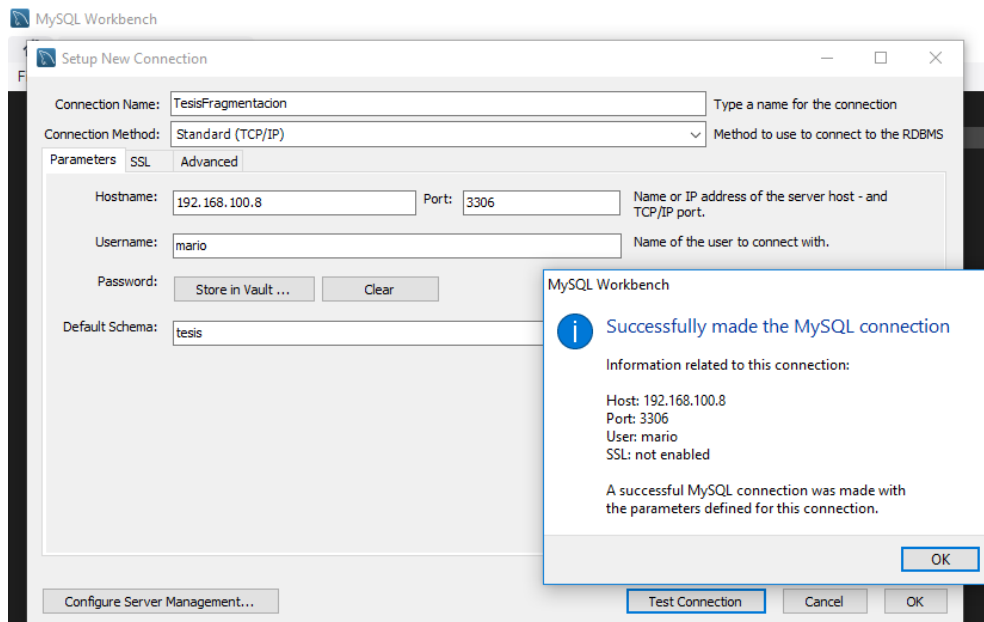 MySQL Workbench
Setup New Connection
F
Connection Name: TesisFragmentacion Type a name for the connection
Connection Method: Standard (TCP/IP) Method to use to connect to the RDBMS
Parameters SSL Advanced
Hostname: 192.168.100.8 Port: 3306 Name or IP address of the server host - and
TCP/IP port.
Username: mario Name of the user to connect with.
Password: Store in Vault ... Clear
Default Schema: tesis
MySQL Workbench
Successfully made the MySQL connection
Information related to this connection:
Host: 192.168.100.8
Port: 3306
User: mario
SSL: not enabled
A successful MySQL connection was made with
the parameters defined for this connection.
OK
Configure Server Management... Test Connection Cancel OK